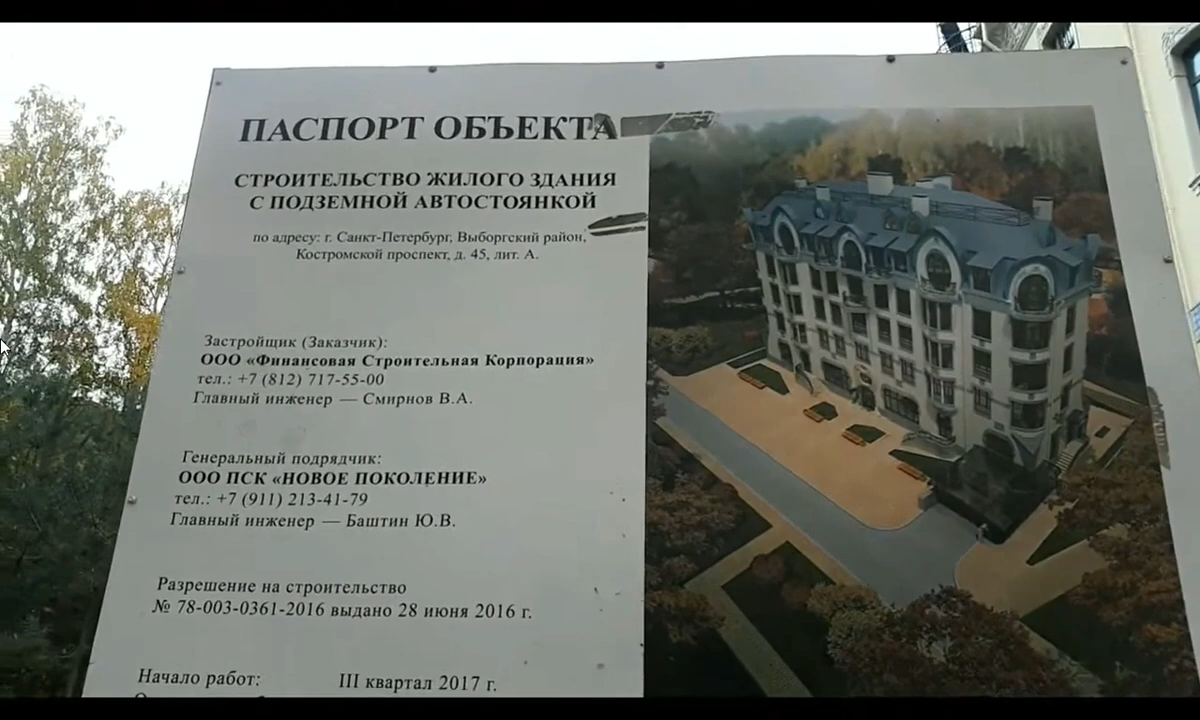 ПАСПОРТ ОБЪЕКТА
СТРОИТЕЛЬСТВО ЖИЛОГО ЗДАНИЯ
С ПОДЗЕМНОЙ АВТОСТОЯНКОЙ
по адресу: г. Санкт-Петербург, Выборгский район,
Костромской проспект, д. 45, лит. А.
Застройщик (Заказчик):
ООО «Финансовая Строительная Корпорация»
тел.: +7 (812) 717-55-00
Главный инженер — Смирнов В.А.
Генеральный подрядчик:
ООО ПСК «НОВОЕ ПОКОЛЕНИЕ»
тел.: +7 (911) 213-41-79
Главный инженер — Баштин Ю.В.
Разрешение на строительство
№ 78-003-0361-2016 выдано 28 июня 2016 г.
Начало работ: III квартал 2017 г.